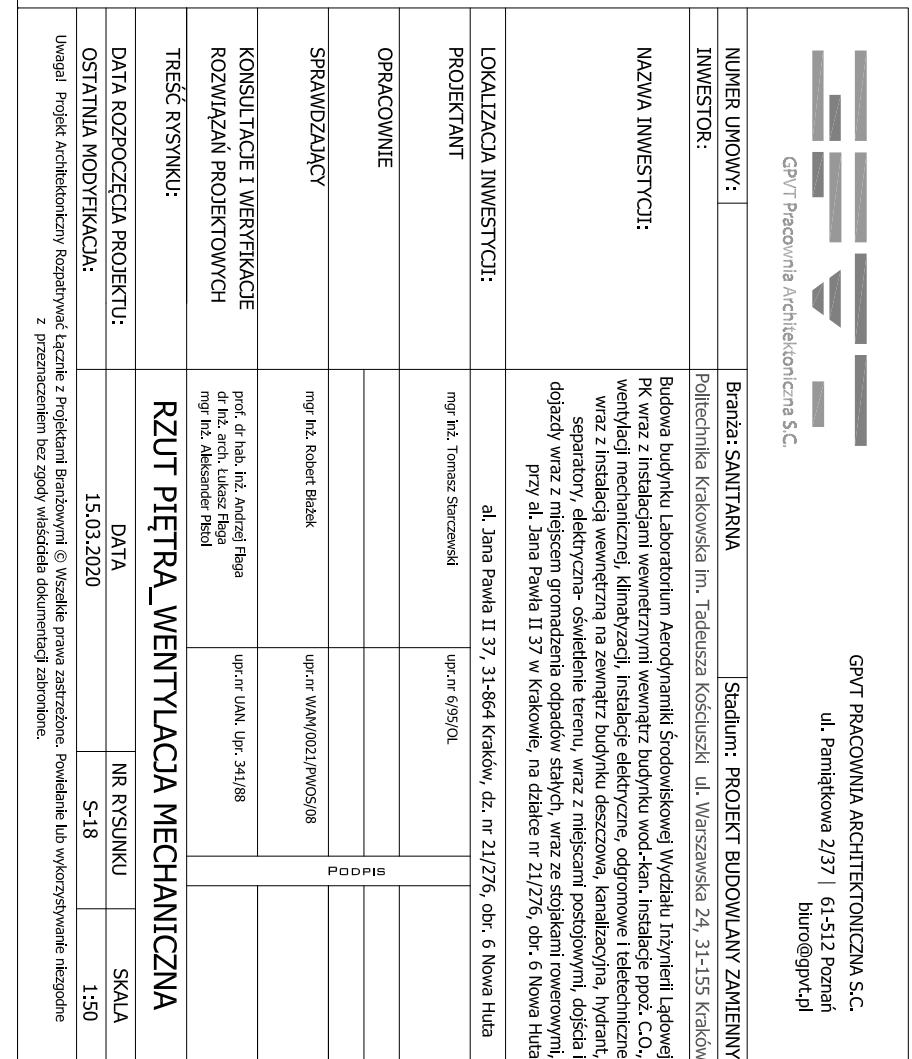 GPVT Pracownia Architektoniczna S.C.
GPVT PRACOWNIA ARCHITEKTONICZNA S.C.
ul. Pamiątkowa 2/37 | 61-512 Poznań
biuro@gpvt.pl
NUMER UMOWY:
Branża: SANITARNA
Stadium: PROJEKT BUDOWLANY ZAMIENNY
INWESTOR:
Politechnika Krakowska im. Tadeusza Kościuszki ul. Warszawska 24, 31-155 Kraków
NAZWA INWESTYCJI:
Budowa budynku Laboratorium Aerodynamiki Środowiskowej Wydziału Inżynierii Lądowej
PK wraz z instalacjami wewnetrznymi wewnątrz budynku wod.-kan. instalacje ppoż. C.O.,
wentylacji mechanicznej, klimatyzacji, instalacje elektryczne, odgromowe i teletechniczne
wraz z instalacją wewnętrzną na zewnątrz budynku deszczowa, kanalizacyjna, hydrant,
separatory, elektryczna- oświetlenie terenu, wraz z miejscami postojowymi, dojścia i
dojazdy wraz z miejscem gromadzenia odpadów stałych, wraz ze stojakami rowerowymi,
przy al. Jana Pawła II 37 w Krakowie, na działce nr 21/276, obr. 6 Nowa Huta
LOKALIZACJA INWESTYCJI:
al. Jana Pawła II 37, 31-864 Kraków, dz. nr 21/276, obr. 6 Nowa Huta
PROJEKTANT
mgr inż. Tomasz Starczewski
upr.nr 6/95/OL
OPRACOWNIE
PODPIS
SPRAWDZAJĄCY
mgr Inż. Robert Błażek
upr.nr WAM/0021/PWOS/08
KONSULTACJE I WERYFIKACJE
ROZWIĄZAŃ PROJEKTOWYCH
prof. dr hab. inż. Andrzej Flaga
dr Inż. arch. Łukasz Flaga
mgr Inż. Aleksander Pistol
upr.nr UAN. Upr. 341/88
TREŚĆ RYSYNKU:
RZUT PIĘTRA_WENTYLACJA MECHANICZNA
DATA ROZPOCZĘCIA PROJEKTU:
DATA
NR RYSUNKU
SKALA
OSTATNIA MODYFIKACJA:
15.03.2020
S-18
1:50
Uwaga! Projekt Architektoniczny Rozpatrywać Łącznie z Projektami Branżowymi © Wszelkie prawa zastrzeżone. Powielanie lub wykorzystywanie niezgodne
z przeznaczeniem bez zgody właściciela dokumentacji zabronione.